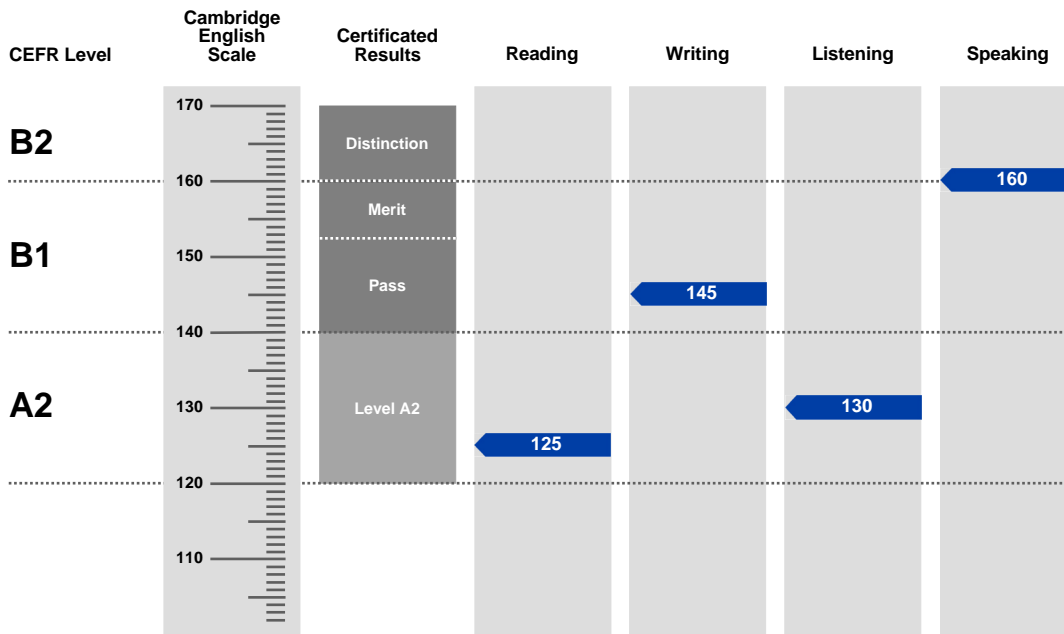 CEFR Level
Cambridge
English
Scale
Certificated
Results
Reading
Writing
Listening
Speaking
170
B2
Distinction
160
160
Merit
B1
150
Pass
145
140
A2
130
Level A2
130
125
120
110